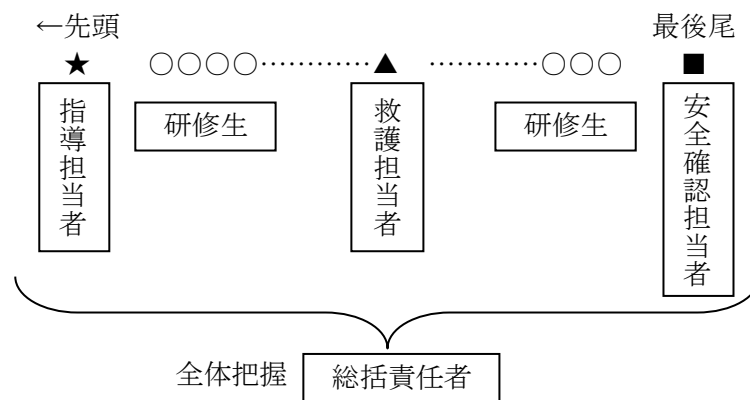 ←先頭 最後尾
★ ○○○○………… ▲ …………○○○ ■
指導担当者
研修生
救護担当者
研修生
安全確認担当者
全体把握 総括責任者